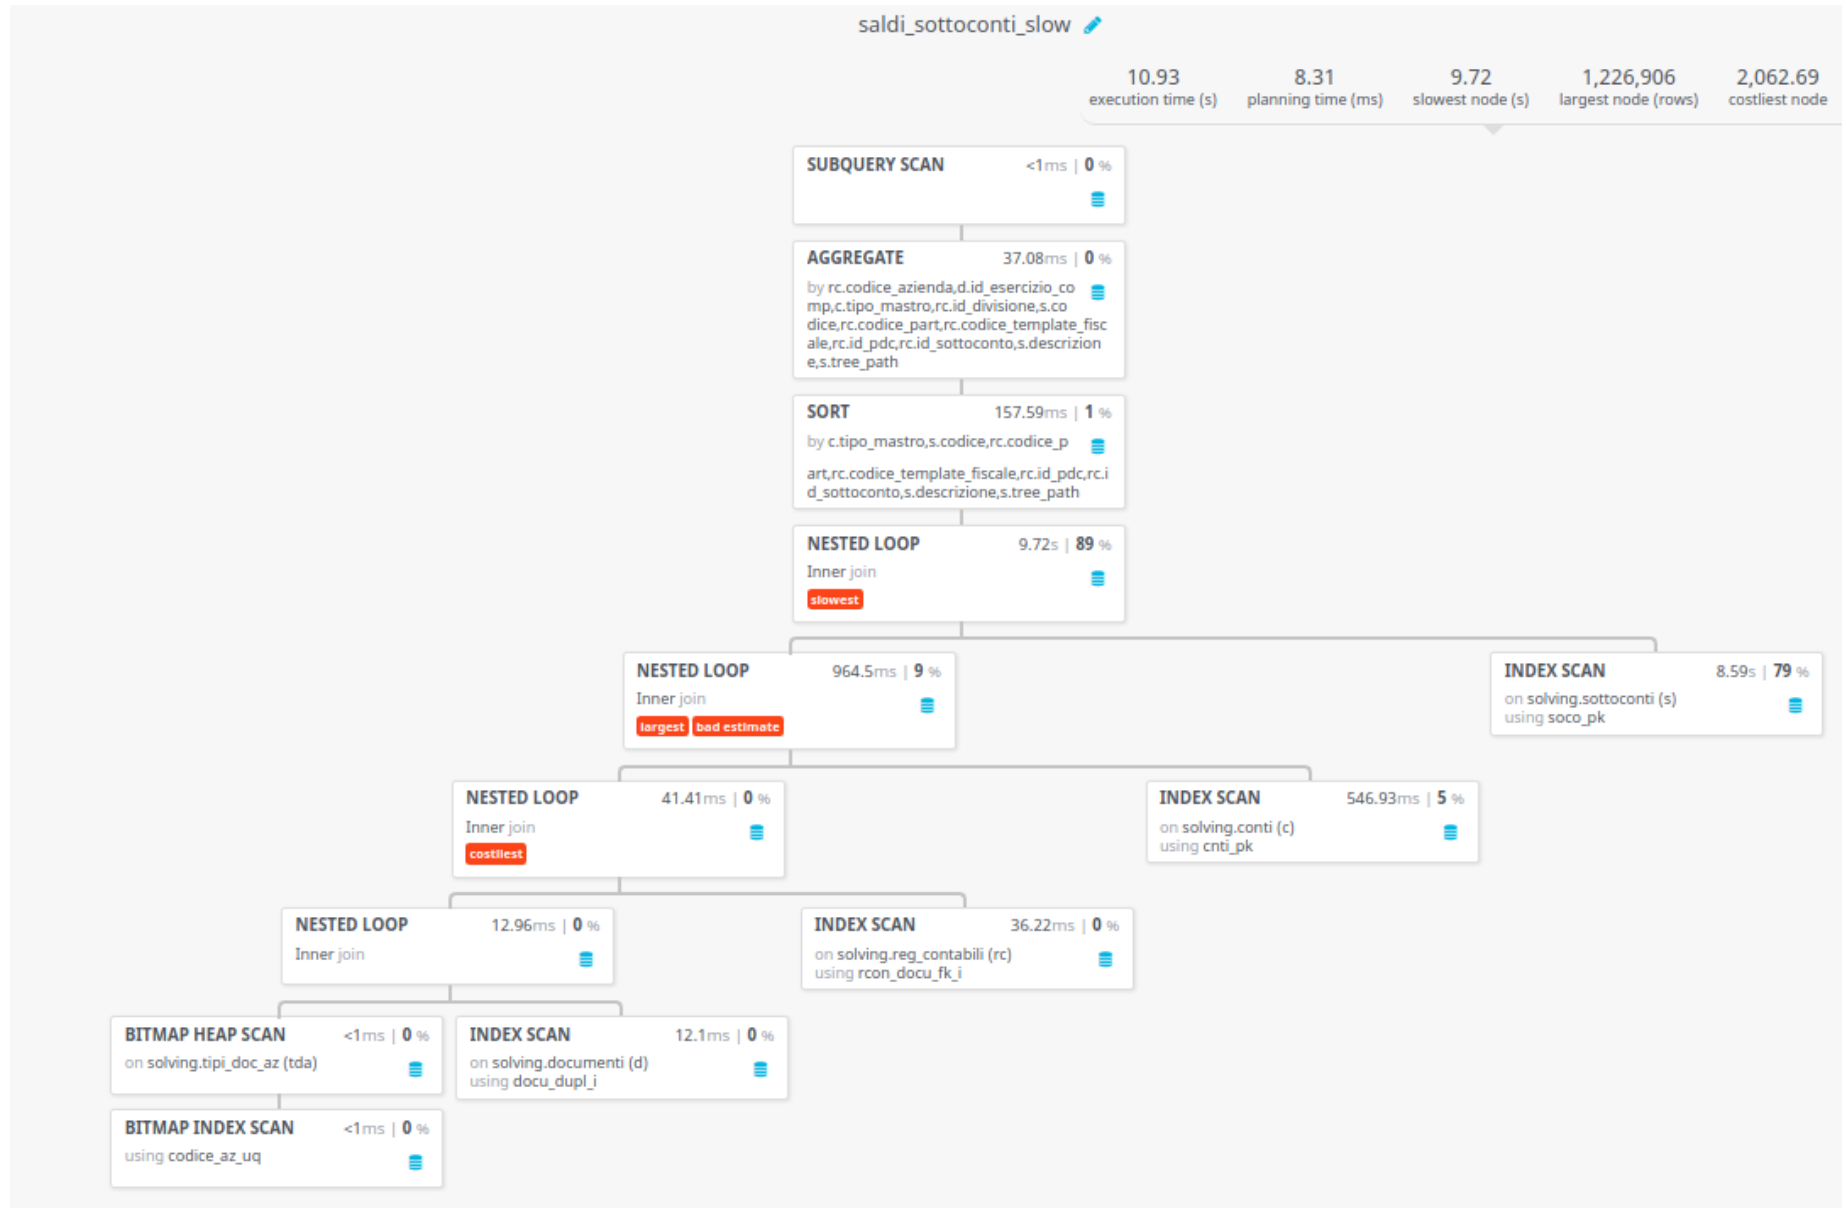 saldi_sottoconti_slow
10.93 8.31 9.72 1,226,906 2,062.69
execution time (s) planning time (ms) slowest node (s) largest node (rows) costliest node
SUBQUERY SCAN <1ms | 0 %
AGGREGATE 37.08ms | 0 %
by rc.codice_azienda,d.id_esercizio_co
mp,c.tipo_mastro,rc.id_divisione,s.co
dice,rc.codice_part,rc.codice_template_fisc
ale,rc.id_pdc,rc.id_sottoconto,s.descrizion
e,s.tree_path
SORT 157.59ms | 1 %
by c.tipo_mastro,s.codice,rc.codice_p
art,rc.codice_template_fiscale,rc.id_pdc,rc.i
d_sottoconto,s.descrizione,s.tree_path
NESTED LOOP 9.72s | 89 %
Inner join
slowest
NESTED LOOP 964.5ms | 9 %
Inner join
largest bad estimate
INDEX SCAN 8.59s | 79 %
on solving.sottoconti (s)
using soco_pk
NESTED LOOP 41.41ms | 0 %
Inner join
costliest
INDEX SCAN 546.93ms | 5 %
on solving.conti (c)
using cnti_pk
NESTED LOOP 12.96ms | 0 %
Inner join
INDEX SCAN 36.22ms | 0 %
on solving.reg_contabili (rc)
using rcon_docu_fk_i
BITMAP HEAP SCAN <1ms | 0 %
on solving.tipi_doc_az (tda)
INDEX SCAN 12.1ms | 0 %
on solving.documenti (d)
using docu_dupl_i
BITMAP INDEX SCAN <1ms | 0 %
using codice_az_uq